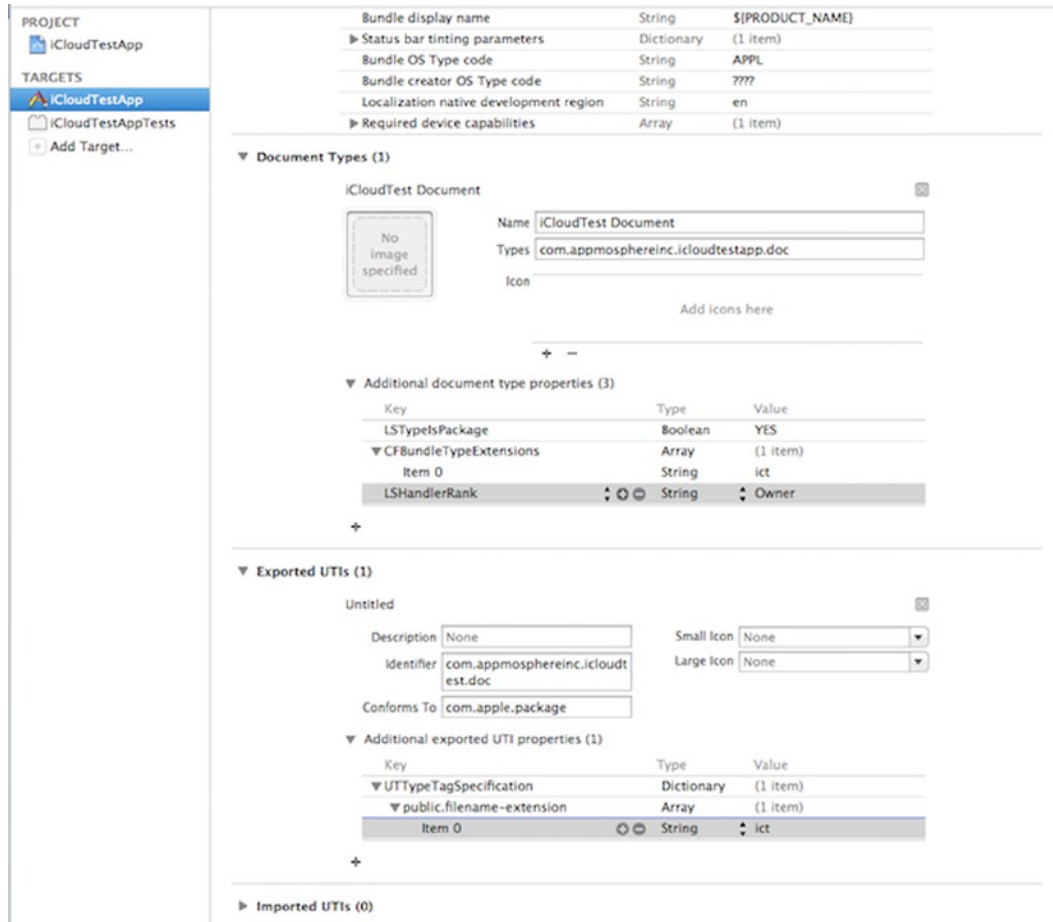 PROJECT
iCloudTestApp
TARGETS
iCloudTestApp
iCloudTestAppTests
Add Target...
Bundle display name String ${PRODUCT_NAME}
Status bar tinting parameters Dictionary (1 item)
Bundle OS Type code String APPL
Bundle creator OS Type code String ????
Localization native development region String en
Required device capabilities Array (1 item)
Document Types (1)
iCloudTest Document
No
image
specified
Name iCloudTest Document
Types com.appmosphereinc.icloudtestapp.doc
Icon
Add icons here
Additional document type properties (3)
Key Type Value
LSTypeIsPackage Boolean YES
CFBundleTypeExtensions Array (1 item)
Item 0 String ict
LSHandlerRank String Owner
Exported UTIs (1)
Untitled
Description None Small Icon None
Identifier com.appmosphereinc.icloudt Large Icon None
est.doc
Conforms To com.apple.package
Additional exported UTI properties (1)
Key Type Value
UTTypeTagSpecification Dictionary (1 item)
public.filename-extension Array (1 item)
Item 0 String ict
Imported UTIs (0)